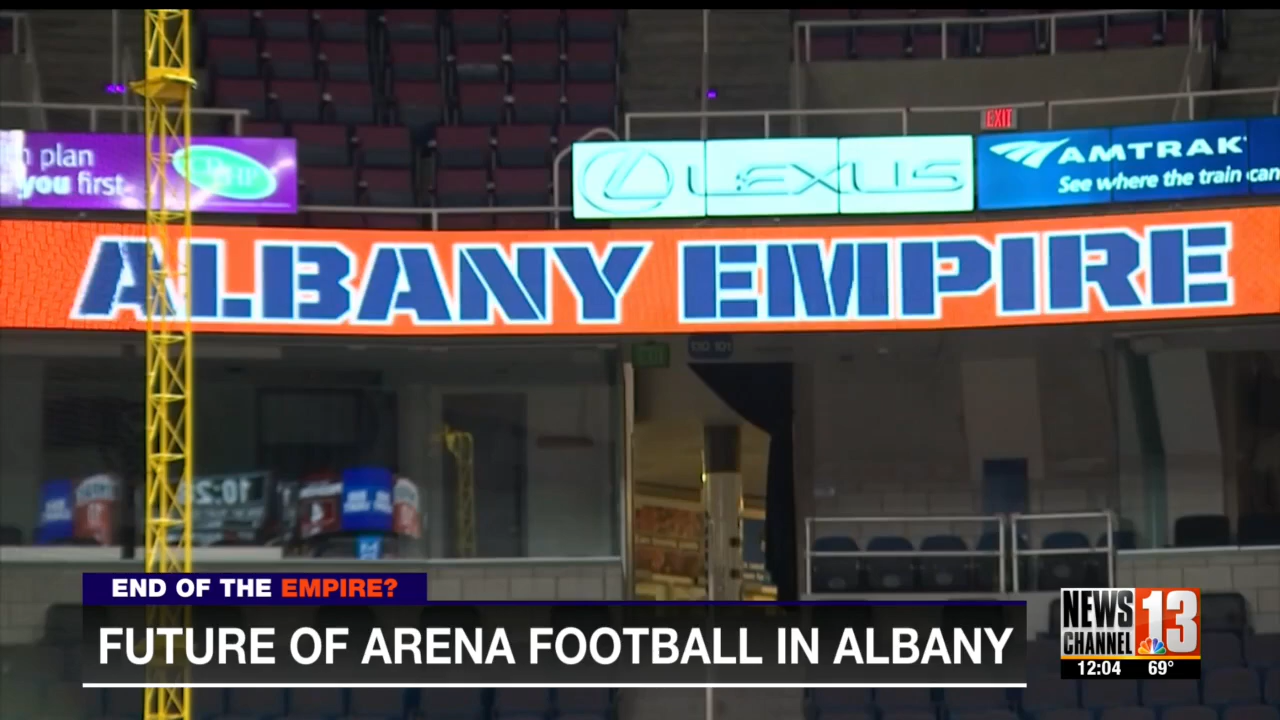 EXIT
n plan
you first
LEXUS
AMTRAK
See where the train can
ALBANY EMPIRE
EXIT
10:2
END OF THE EMPIRE?
FUTURE OF ARENA FOOTBALL IN ALBANY
NEWS
CHANNEL
13
12:04 69°